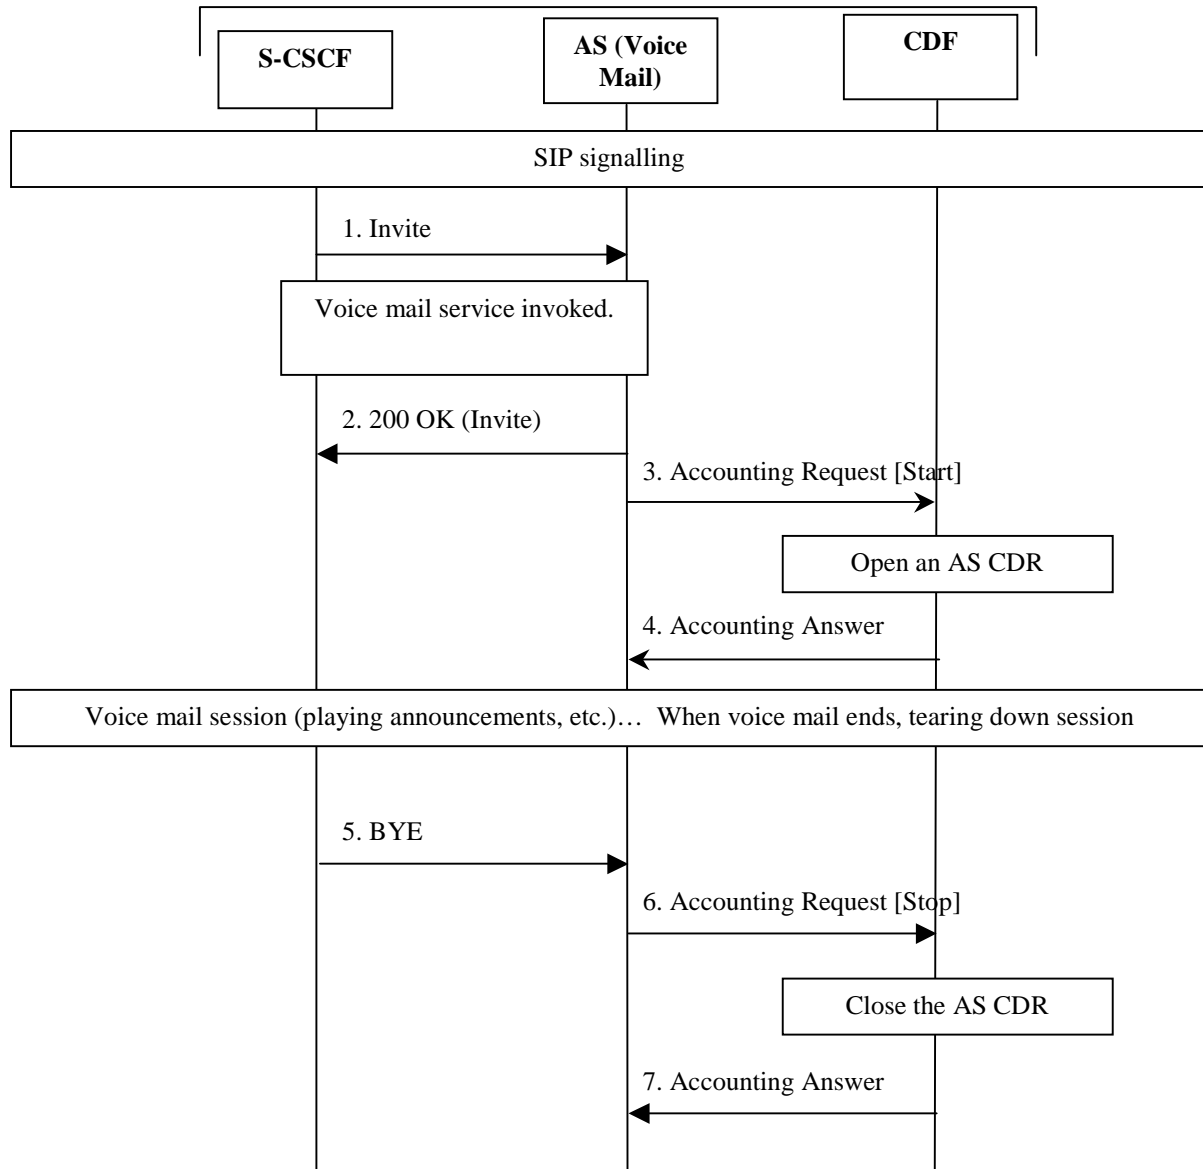 S-CSCF
AS (Voice
Mail)
CDF
SIP signalling
1. Invite
Voice mail service invoked.
2. 200 OK (Invite)
3. Accounting Request [Start]
Open an AS CDR
4. Accounting Answer
Voice mail session (playing announcements, etc.)… When voice mail ends, tearing down session
5. BYE
6. Accounting Request [Stop]
Close the AS CDR
7. Accounting Answer